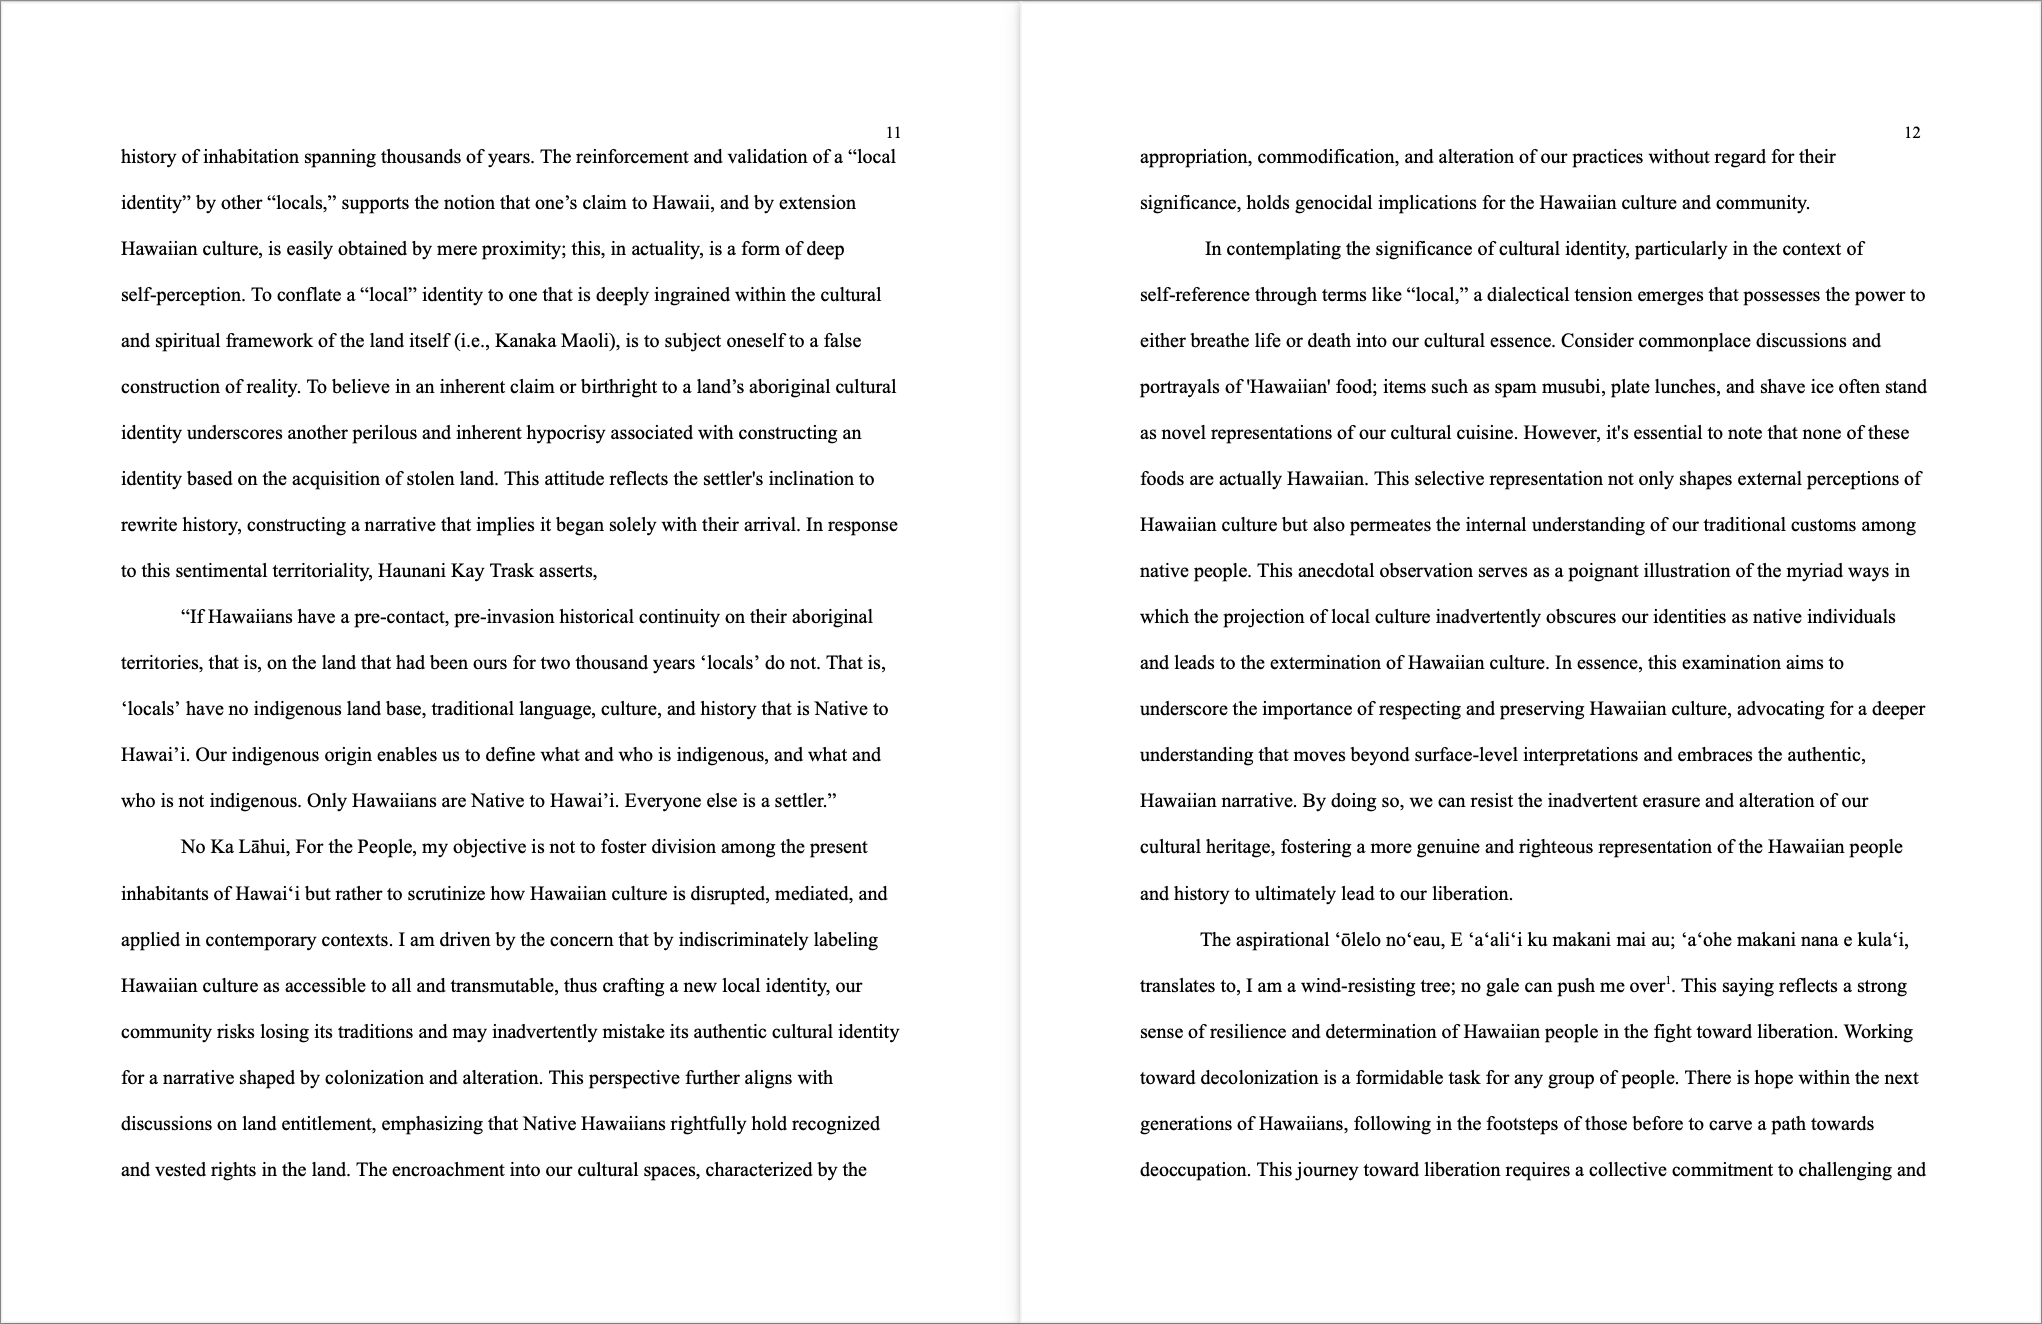 11
history of inhabitation spanning thousands of years. The reinforcement and validation of a “local
identity” by other “locals,” supports the notion that one’s claim to Hawaii, and by extension
Hawaiian culture, is easily obtained by mere proximity; this, in actuality, is a form of deep
self-perception. To conflate a “local” identity to one that is deeply ingrained within the cultural
and spiritual framework of the land itself (i.e., Kanaka Maoli), is to subject oneself to a false
construction of reality. To believe in an inherent claim or birthright to a land’s aboriginal cultural
identity underscores another perilous and inherent hypocrisy associated with constructing an
identity based on the acquisition of stolen land. This attitude reflects the settler's inclination to
rewrite history, constructing a narrative that implies it began solely with their arrival. In response
to this sentimental territoriality, Haunani Kay Trask asserts,
“If Hawaiians have a pre-contact, pre-invasion historical continuity on their aboriginal
territories, that is, on the land that had been ours for two thousand years ‘locals’ do not. That is,
‘locals’ have no indigenous land base, traditional language, culture, and history that is Native to
Hawai’i. Our indigenous origin enables us to define what and who is indigenous, and what and
who is not indigenous. Only Hawaiians are Native to Hawai’i. Everyone else is a settler.”
No Ka Lāhui, For the People, my objective is not to foster division among the present
inhabitants of Hawai‘i but rather to scrutinize how Hawaiian culture is disrupted, mediated, and
applied in contemporary contexts. I am driven by the concern that by indiscriminately labeling
Hawaiian culture as accessible to all and transmutable, thus crafting a new local identity, our
community risks losing its traditions and may inadvertently mistake its authentic cultural identity
for a narrative shaped by colonization and alteration. This perspective further aligns with
discussions on land entitlement, emphasizing that Native Hawaiians rightfully hold recognized
and vested rights in the land. The encroachment into our cultural spaces, characterized by the
12
appropriation, commodification, and alteration of our practices without regard for their
significance, holds genocidal implications for the Hawaiian culture and community.
In contemplating the significance of cultural identity, particularly in the context of
self-reference through terms like “local,” a dialectical tension emerges that possesses the power to
either breathe life or death into our cultural essence. Consider commonplace discussions and
portrayals of 'Hawaiian' food; items such as spam musubi, plate lunches, and shave ice often stand
as novel representations of our cultural cuisine. However, it's essential to note that none of these
foods are actually Hawaiian. This selective representation not only shapes external perceptions of
Hawaiian culture but also permeates the internal understanding of our traditional customs among
native people. This anecdotal observation serves as a poignant illustration of the myriad ways in
which the projection of local culture inadvertently obscures our identities as native individuals
and leads to the extermination of Hawaiian culture. In essence, this examination aims to
underscore the importance of respecting and preserving Hawaiian culture, advocating for a deeper
understanding that moves beyond surface-level interpretations and embraces the authentic,
Hawaiian narrative. By doing so, we can resist the inadvertent erasure and alteration of our
cultural heritage, fostering a more genuine and righteous representation of the Hawaiian people
and history to ultimately lead to our liberation.
The aspirational ‘ōlelo no‘eau, E ‘a‘ali‘i ku makani mai au; ‘a‘ohe makani nana e kula‘i,
translates to, I am a wind-resisting tree; no gale can push me over¹. This saying reflects a strong
sense of resilience and determination of Hawaiian people in the fight toward liberation. Working
toward decolonization is a formidable task for any group of people. There is hope within the next
generations of Hawaiians, following in the footsteps of those before to carve a path towards
deoccupation. This journey toward liberation requires a collective commitment to challenging and